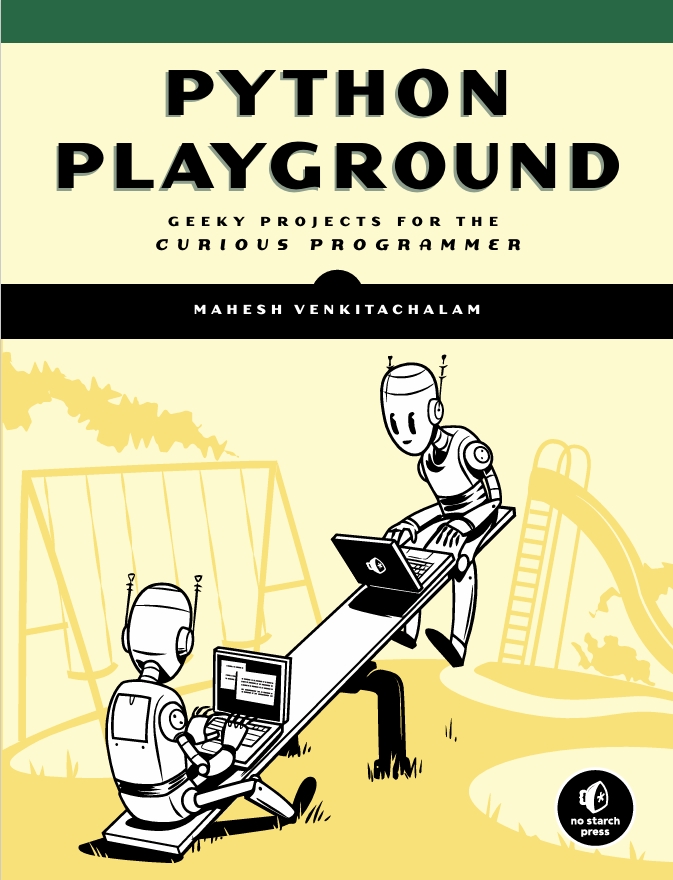 PYTHON
PLAYGROUND
GEEKY PROJECTS FOR THE
CURIOUS PROGRAMMER
MAHESH VENKITACHALAM
no starch
press